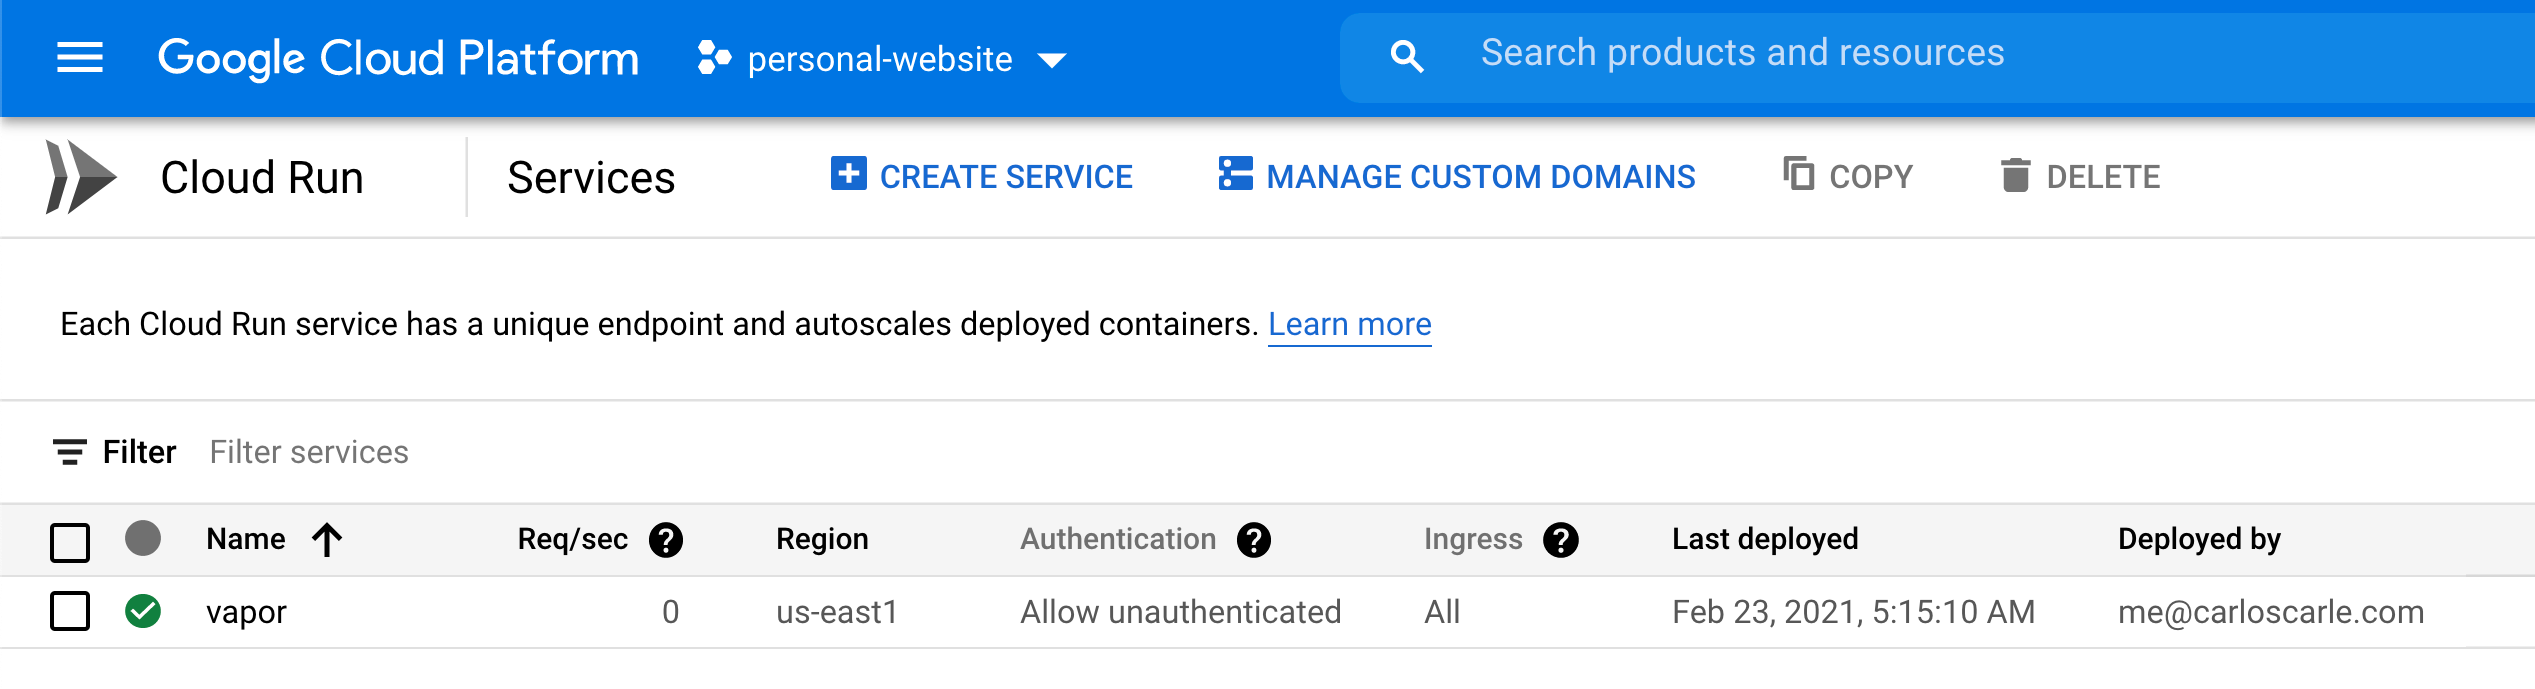 Google Cloud Platform personal-website Search products and resources
Cloud Run Services CREATE SERVICE MANAGE CUSTOM DOMAINS COPY DELETE
Each Cloud Run service has a unique endpoint and autoscales deployed containers. Learn more
Filter Filter services
Name Req/sec ? Region Authentication ? Ingress ? Last deployed Deployed by
vapor 0 us-east1 Allow unauthenticated All Feb 23, 2021, 5:15:10 AM me@carloscarle.com